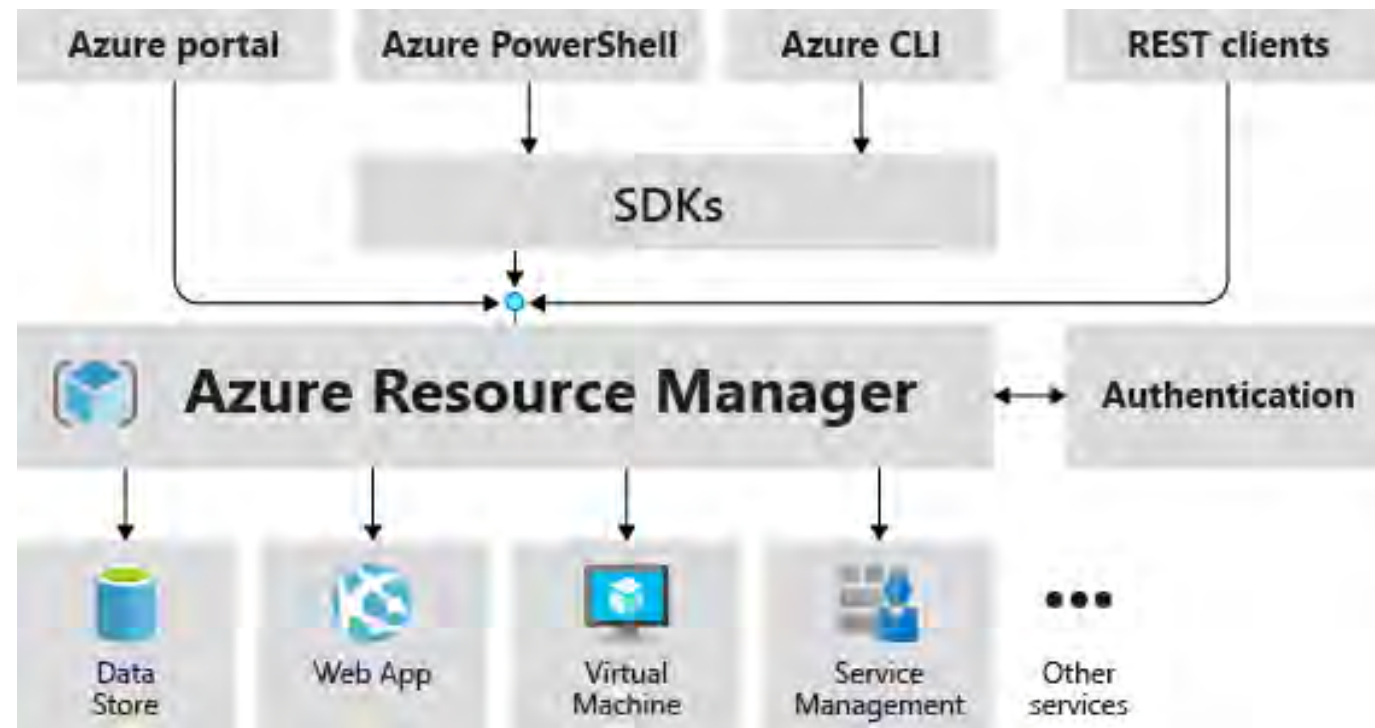 Azure portal
Azure PowerShell
Azure CLI
REST clients
SDKs
Azure Resource Manager
Authentication
Data
Store
Web App
Virtual
Machine
Service
Management
Other
services